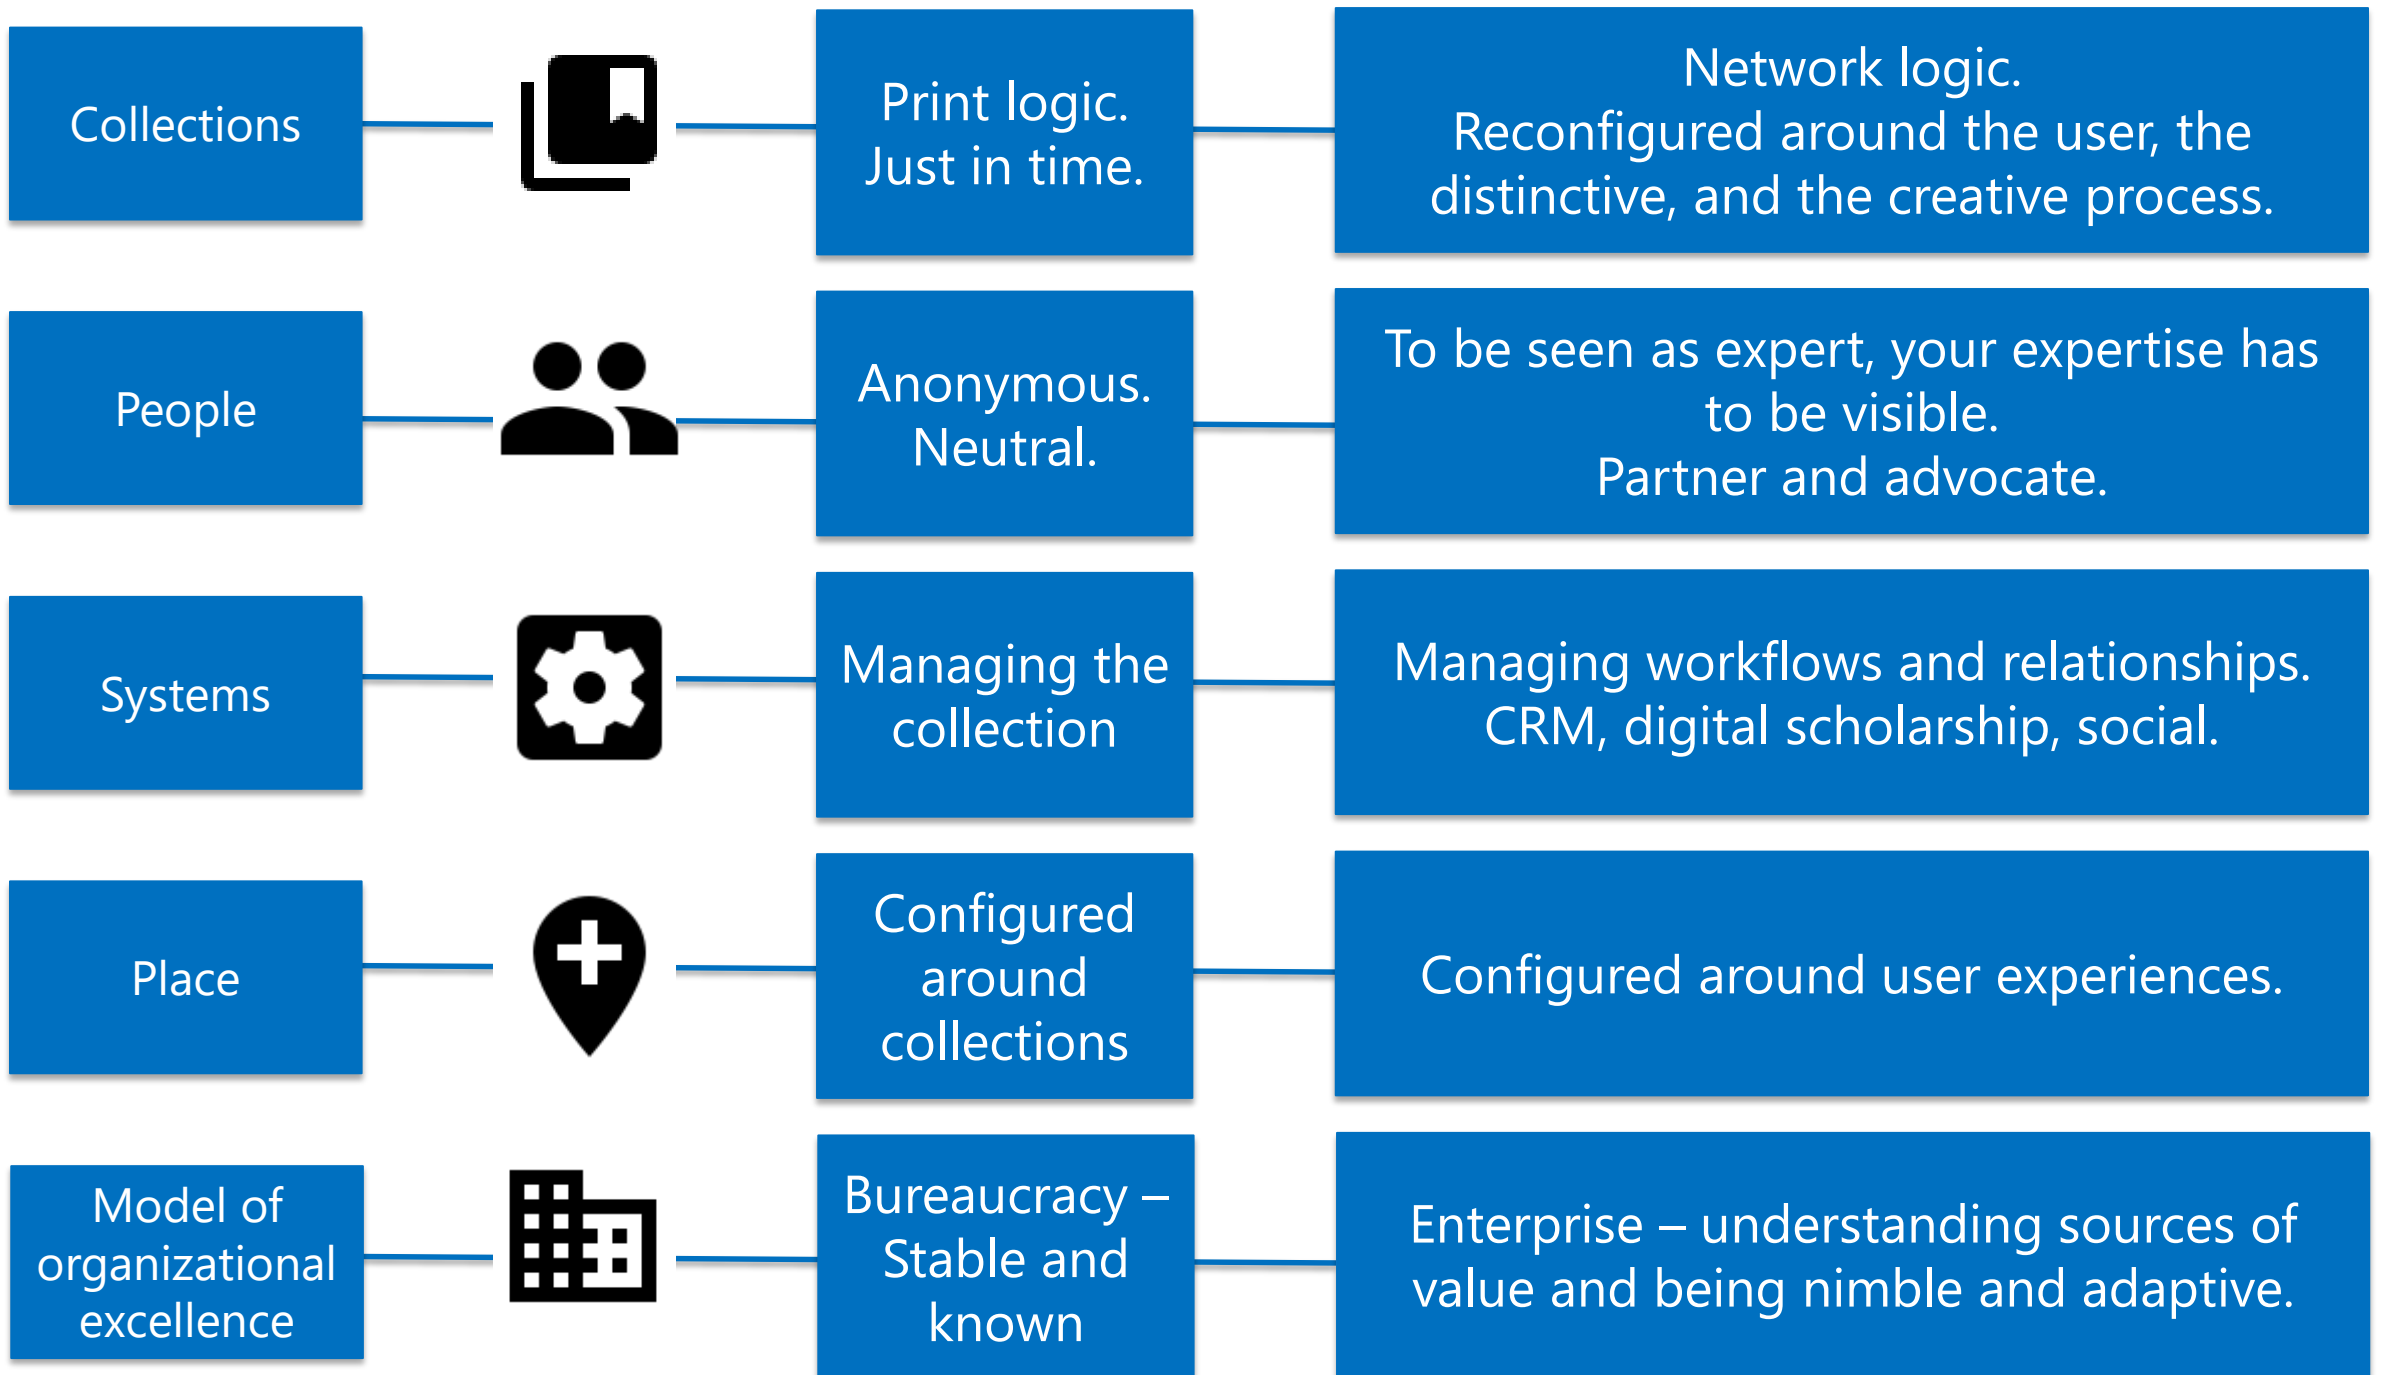 Collections
Print logic.
Just in time.
Network logic.
Reconfigured around the user, the
distinctive, and the creative process.
People
Anonymous.
Neutral.
To be seen as expert, your expertise has
to be visible.
Partner and advocate.
Systems
Managing the
collection
Managing workflows and relationships.
CRM, digital scholarship, social.
Place
Configured
around
collections
Configured around user experiences.
Model of
organizational
excellence
Bureaucracy –
Stable and
known
Enterprise – understanding sources of
value and being nimble and adaptive.